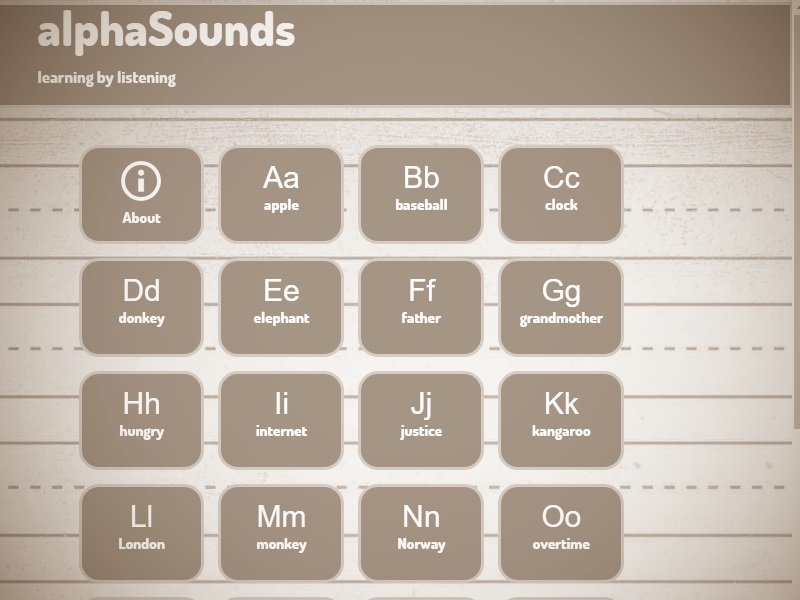 alphaSounds
learning by listening
About
Aa
apple
Bb
baseball
Cc
clock
Dd
donkey
Ee
elephant
Ff
father
Gg
grandmother
Hh
hungry
Ii
internet
Jj
justice
Kk
kangaroo
Ll
London
Mm
monkey
Nn
Norway
Oo
overtime